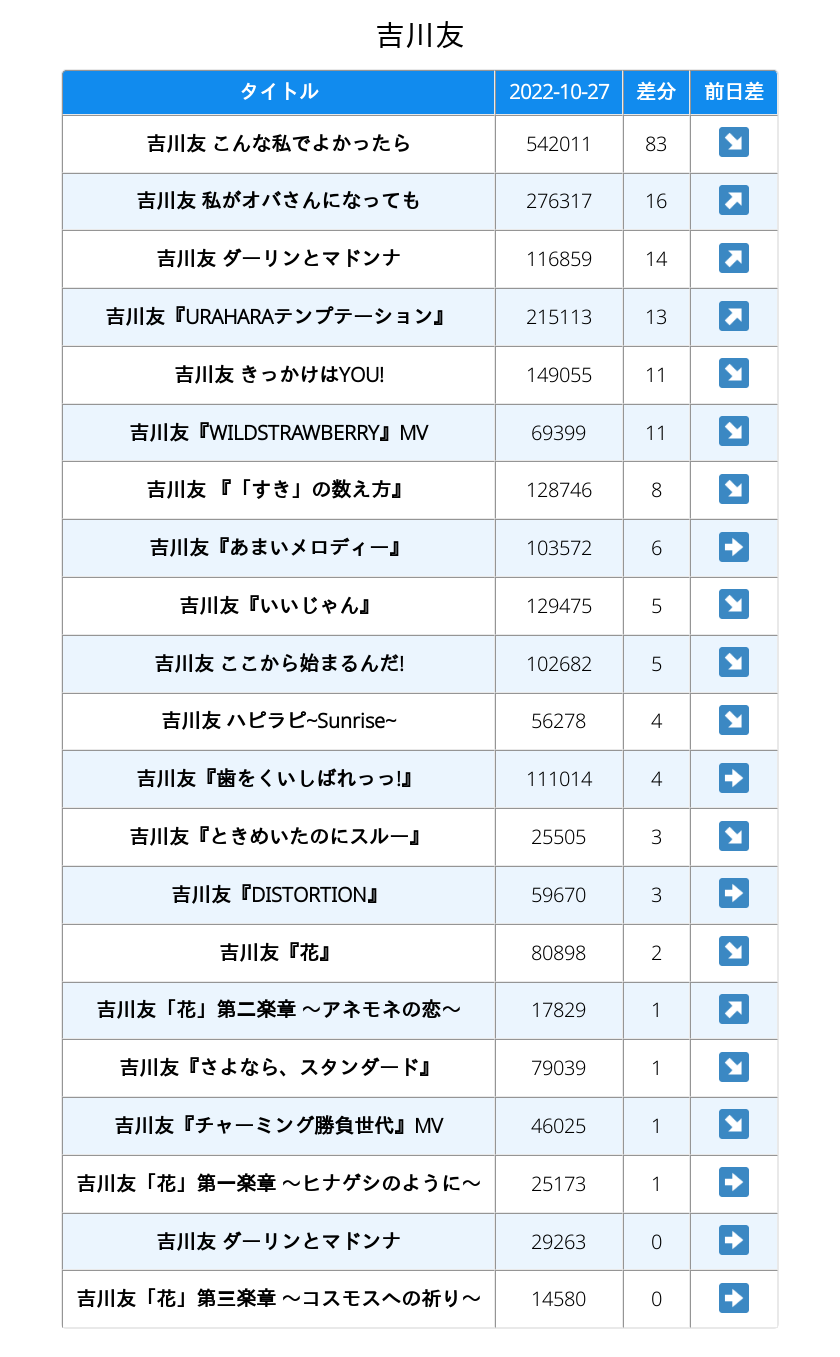 吉川友
タイトル 2022-10-27 差分 前日差
吉川友 こんな私でよかったら 542011 83 ↘
吉川友 私がオバさんになっても 276317 16 ↗
吉川友 ダーリンとマドンナ 116859 14 ↗
吉川友『URAHARAテンプテーション』 215113 13 ↗
吉川友 きっかけはYOU! 149055 11 ↘
吉川友『WILDSTRAWBERRY』MV 69399 11 ↘
吉川友 『「すき」の数え方』 128746 8 ↘
吉川友『あまいメロディー』 103572 6 ➡
吉川友『いいじゃん』 129475 5 ↘
吉川友 ここから始まるんだ! 102682 5 ↘
吉川友 ハピラピ~Sunrise~ 56278 4 ↘
吉川友『歯をくいしばれっっ!』 111014 4 ➡
吉川友『ときめいたのにスルー』 25505 3 ↘
吉川友『DISTORTION』 59670 3 ➡
吉川友『花』 80898 2 ↘
吉川友「花」第二楽章 〜アネモネの恋〜 17829 1 ↗
吉川友『さよなら、スタンダード』 79039 1 ↘
吉川友『チャーミング勝負世代』MV 46025 1 ↘
吉川友「花」第一楽章 〜ヒナゲシのように〜 25173 1 ➡
吉川友 ダーリンとマドンナ 29263 0 ➡
吉川友「花」第三楽章 〜コスモスへの祈り〜 14580 0 ➡